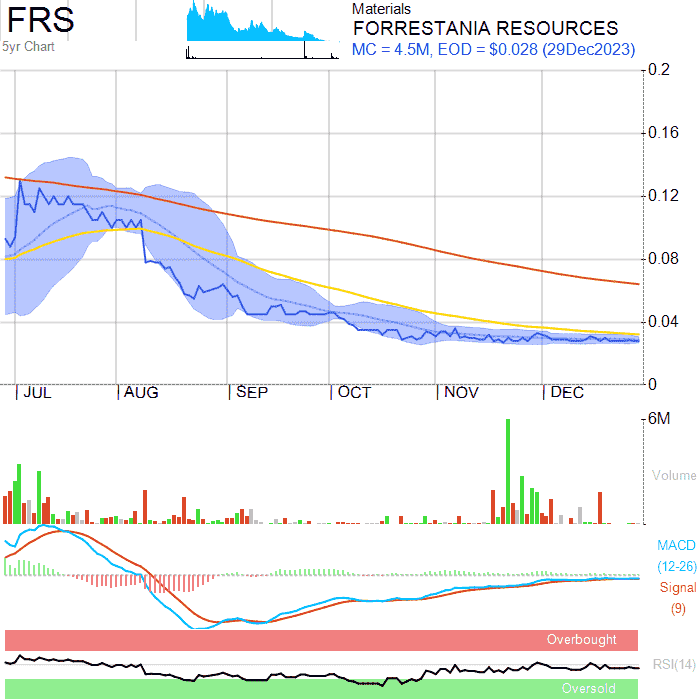 FRS
5yr Chart
Materials
FORRESTANIA RESOURCES
MC = 4.5M, EOD = $0.028 (29Dec2023)
0.2
0.16
0.12
0.08
0.04
0
JUL AUG SEP OCT NOV DEC
6M
Volume
MACD
(12-26)
Signal
(9)
Overbought
RSI(14)
Oversold